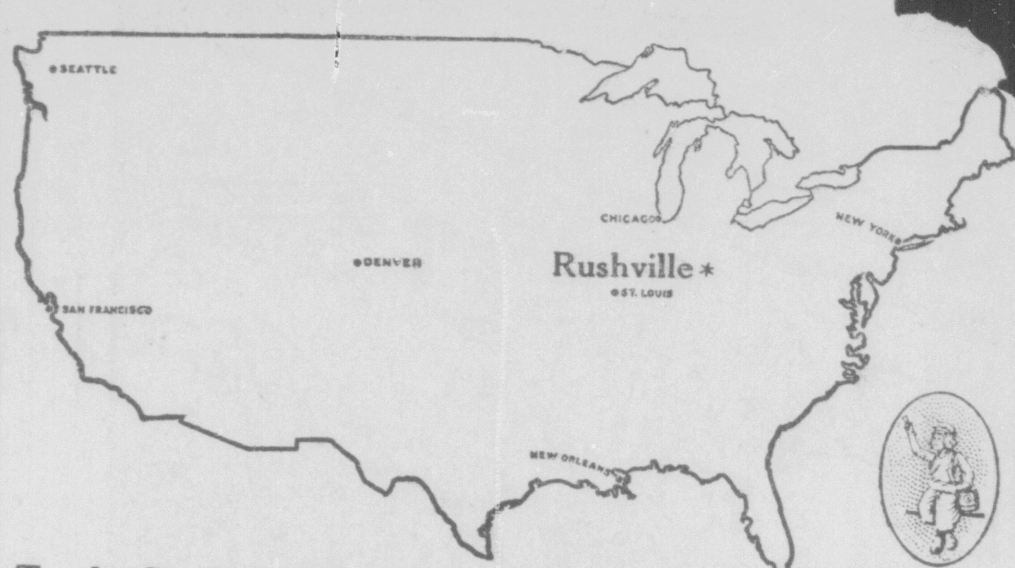 SEATTLE
CHICAGO
NEW YORK
DENVER
Rushville *
ST. LOUIS
SAN FRANCISCO
NEW ORLEANS